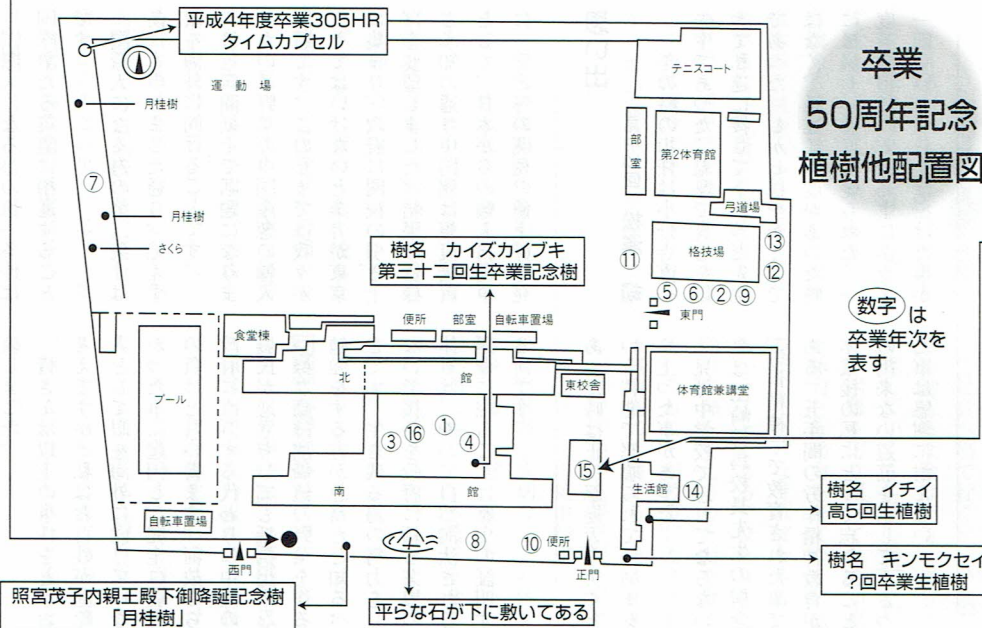 平成4年度卒業305HR
タイムカプセル
運動場
月桂樹
⑦
月桂樹
さくら
プール
自転車置場
テニスコート
部室
第2体育館
弓道場
格技場
⑪
⑬
⑫
⑤ ⑥ ② ⑨
東門
卒業
50周年記念
植樹他配置図
数字 は
卒業年次を
表す
樹名 カイズカイブキ
第三十二回生卒業記念樹
食堂棟
便所 部室 自転車置場
北館
東校舎
体育館兼講堂
③ ⑯ ① ④
⑮
南館
生活館 ⑭
⑧ ⑩ 便所
西門
正門
樹名 イチイ
高5回生植樹
樹名 キンモクセイ
?回卒業生植樹
照宮茂子内親王殿下御降誕記念樹
「月桂樹」
平らな石が下に敷いてある